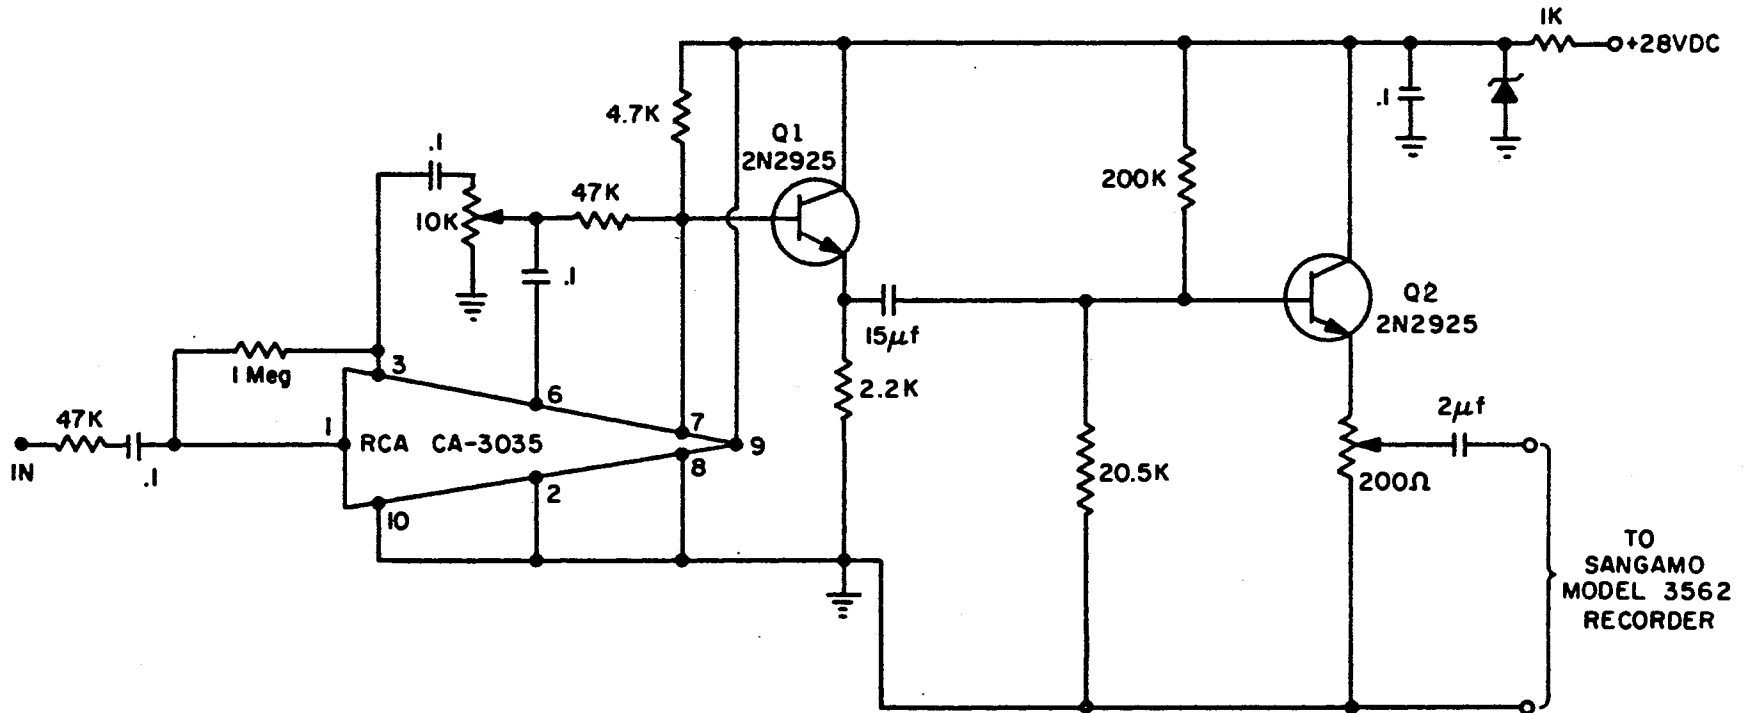 1K
+28VDC
4.7K
.1
Q1
2N2925
.1
47K
200K
10K
.1
Q2
2N2925
15μf
1 Meg
3
2.2K
6
2μf
47K
7
1
RCA CA-3035
9
IN
.1
8
20.5K
200Ω
2
10
TO
SANGAMO
MODEL 3562
RECORDER